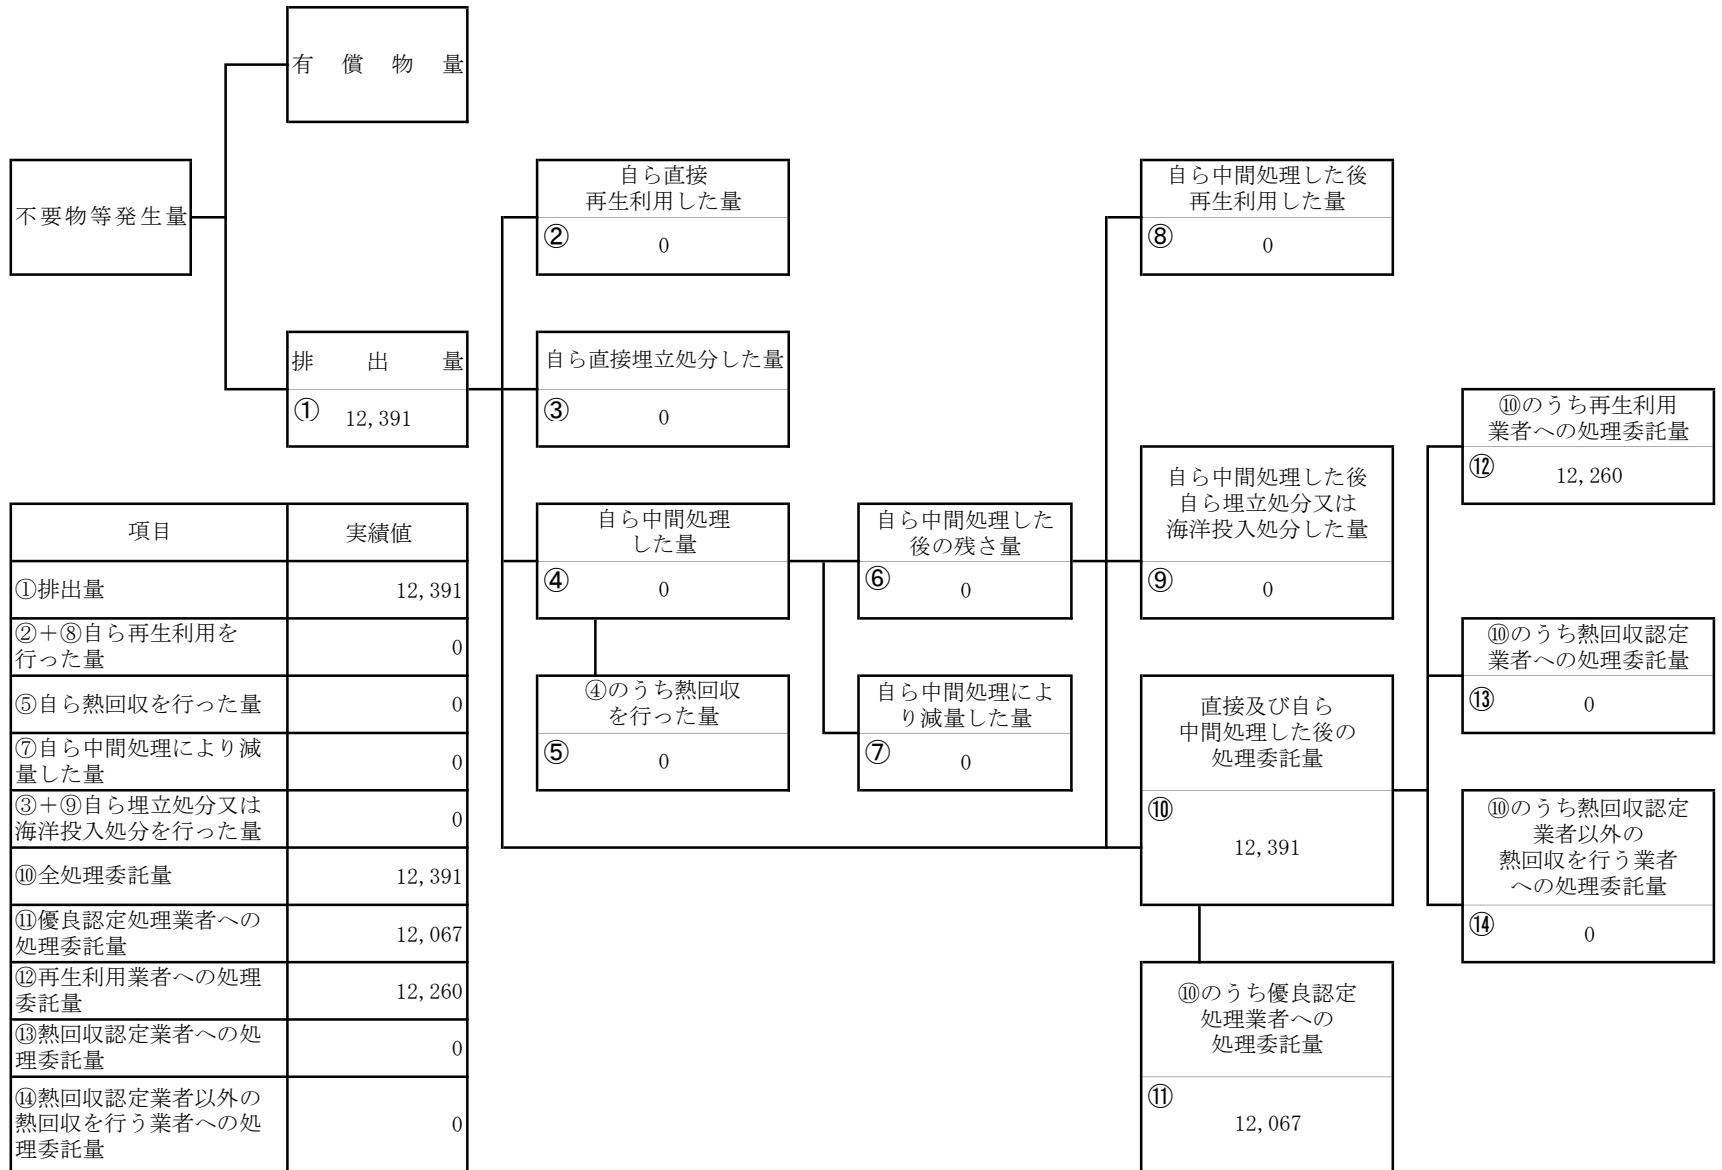 有償物量
不要物等発生量
排出量
① 12,391
自ら直接
再生利用した量
② 0
自ら直接埋立処分した量
③ 0
自ら中間処理
した量
④ 0
④のうち熱回収
を行った量
⑤ 0
自ら中間処理した
後の残さ量
⑥ 0
自ら中間処理によ
り減量した量
⑦ 0
自ら中間処理した後
再生利用した量
⑧ 0
自ら中間処理した後
自ら埋立処分又は
海洋投入処分した量
⑨ 0
直接及び自ら
中間処理した後の
処理委託量
⑩
12,391
⑩のうち優良認定
処理業者への
処理委託量
⑪
12,067
⑩のうち再生利用
業者への処理委託量
⑫ 12,260
⑩のうち熱回収認定
業者への処理委託量
⑬ 0
⑩のうち熱回収認定
業者以外の
熱回収を行う業者
への処理委託量
⑭ 0
項目 実績値
①排出量 12,391
②+⑧自ら再生利用を
行った量 0
⑤自ら熱回収を行った量 0
⑦自ら中間処理により減
量した量 0
③+⑨自ら埋立処分又は
海洋投入処分を行った量 0
⑩全処理委託量 12,391
⑪優良認定処理業者への
処理委託量 12,067
⑫再生利用業者への処理
委託量 12,260
⑬熱回収認定業者への処
理委託量 0
⑭熱回収認定業者以外の
熱回収を行う業者への処
理委託量 0